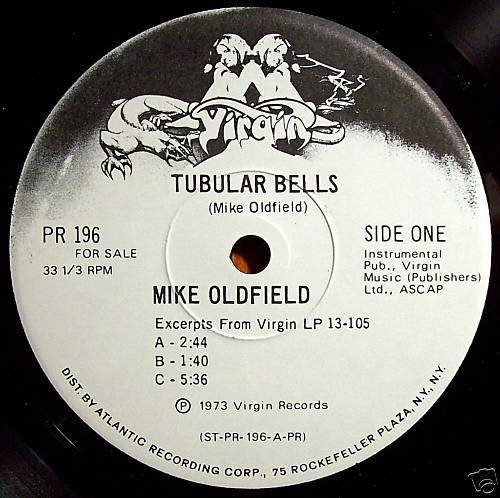 Virgin
TUBULAR BELLS
(Mike Oldfield)
PR 196
FOR SALE
33 1/3 RPM
SIDE ONE
Instrumental
Pub., Virgin
Music (Publishers)
Ltd., ASCAP
MIKE OLDFIELD
Excerpts From Virgin LP 13-105
A - 2:44
B - 1:40
C - 5:36
Ⓟ 1973 Virgin Records
(ST-PR-196-A-PR)
DIST. BY ATLANTIC RECORDING CORP., 75 ROCKEFELLER PLAZA, N.Y., N.Y.